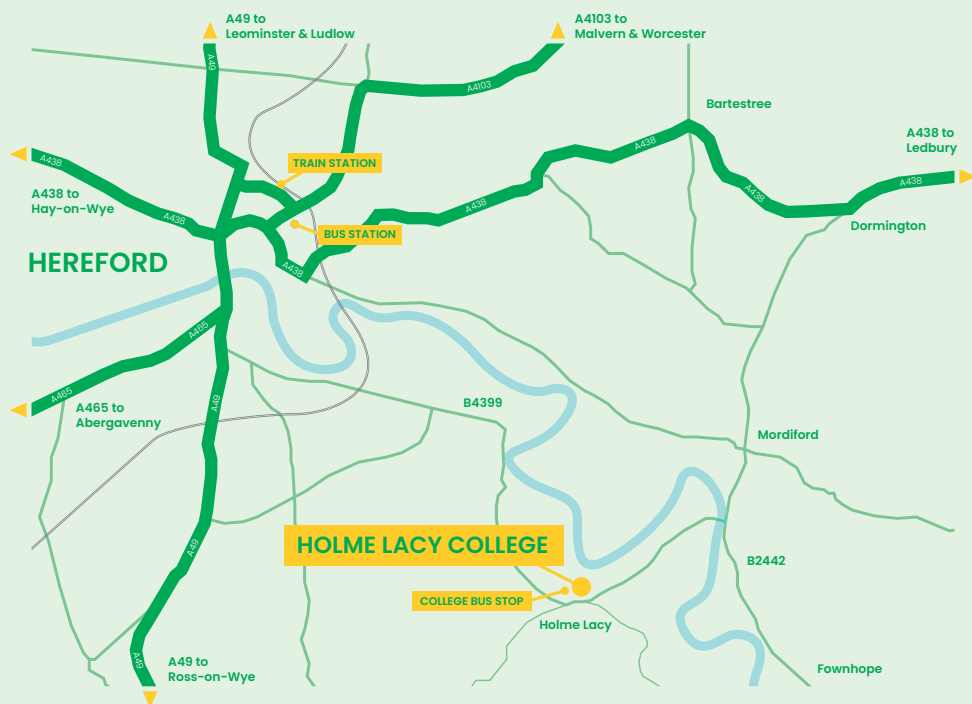 A49 to
Leominster & Ludlow
A4103 to
Malvern & Worcester
A49
A4103
Bartestree
A438 to
Ledbury
A438
A438
TRAIN STATION
A438
A438
A438
A438 to
Hay-on-Wye
A438
A438
Dormington
BUS STATION
HEREFORD
A438
A465
A465
A465 to
Abergavenny
A49
B4399
Mordiford
HOLME LACY COLLEGE
A49
B2442
COLLEGE BUS STOP
Holme Lacy
A49
A49 to
Ross-on-Wye
Fownhope